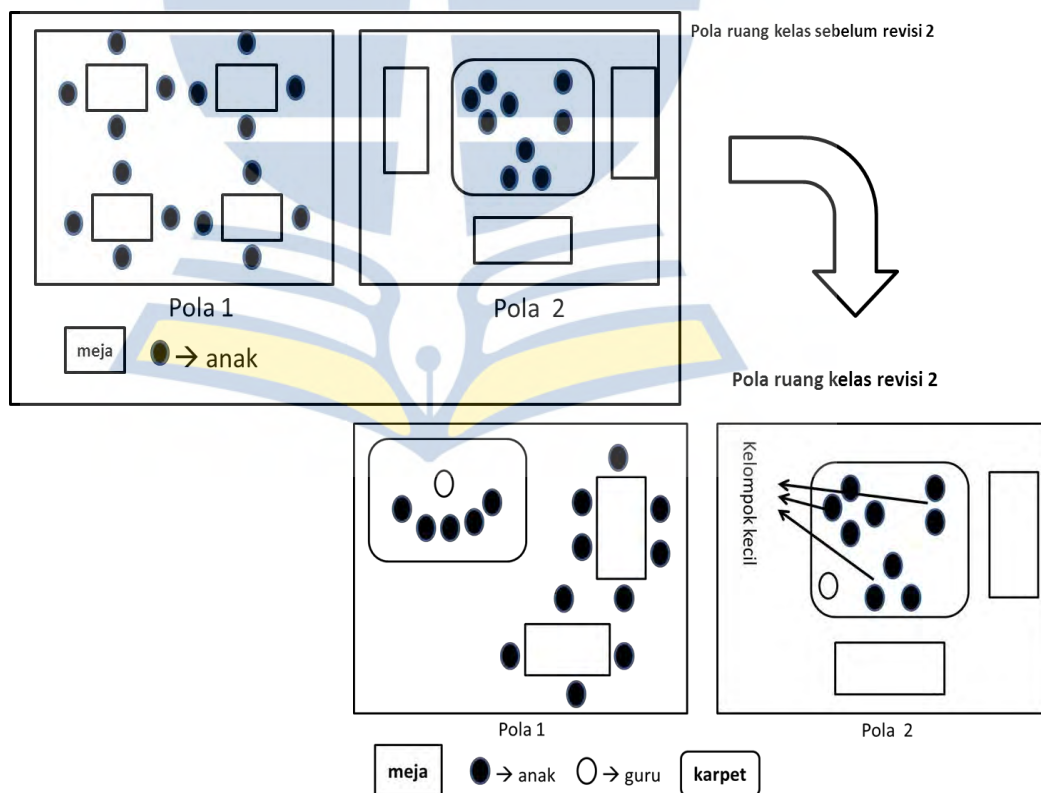 Pola ruang kelas sebelum revisi 2
Pola 1
Pola 2
meja
→ anak
Pola ruang kelas revisi 2
Kelompok kecil
Pola 1
Pola 2
meja
→ anak
→ guru
karpet